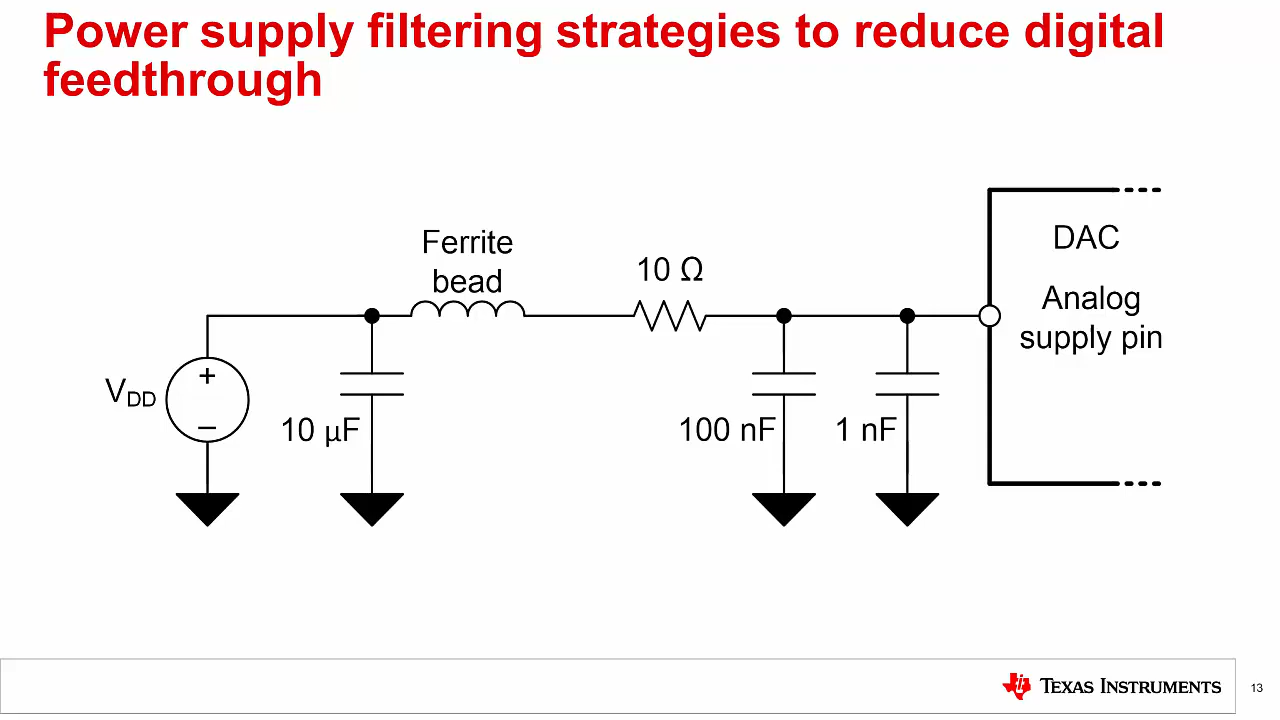 Power supply filtering strategies to reduce digital
feedthrough
Ferrite
bead
10 Ω
DAC
Analog
supply pin
+
–
VDD
10 µF
100 nF
1 nF
TEXAS INSTRUMENTS
13